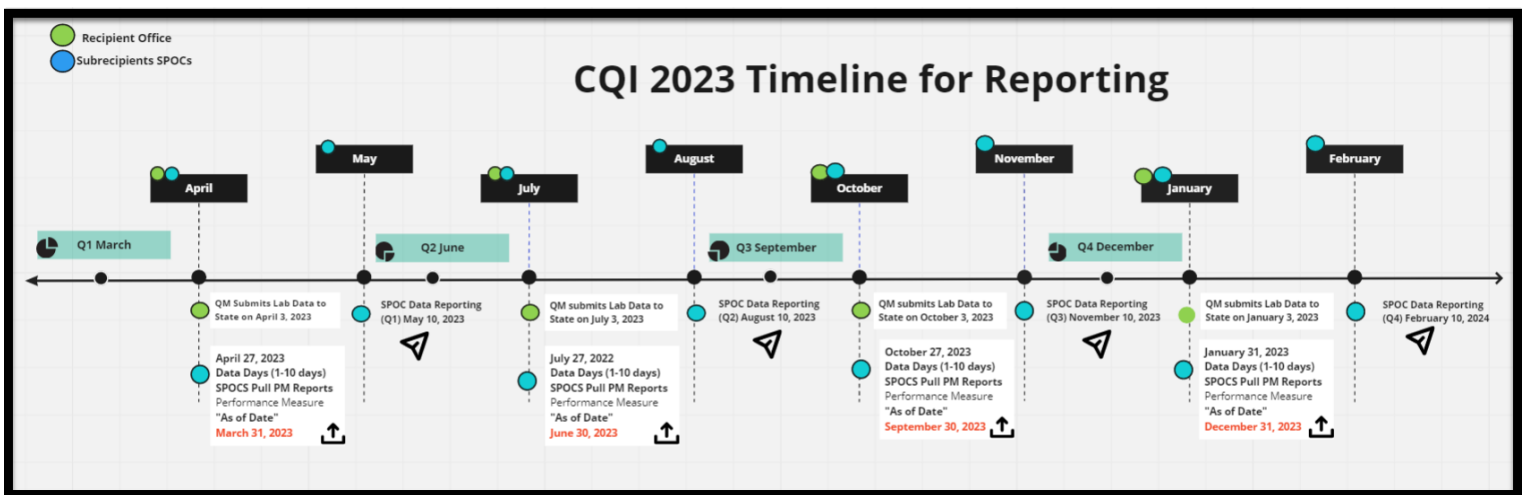 Recipient Office
Subrecipients SPOCs
CQI 2023 Timeline for Reporting
April
May
July
August
October
November
January
February
Q1 March
Q2 June
Q3 September
Q4 December
QM Submits Lab Data to
State on April 3, 2023
April 27, 2023
Data Days (1-10 days)
SPOCS Pull PM Reports
Performance Measure
"As of Date"
March 31, 2023
SPOC Data Reporting
(Q1) May 10, 2023
QM submits Lab Data to
State on July 3, 2023
July 27, 2022
Data Days (1-10 days)
SPOCS Pull PM Reports
Performance Measure
"As of Date"
June 30, 2023
SPOC Data Reporting
(Q2) August 10, 2023
QM submits Lab Data to
State on October 3, 2023
October 27, 2023
Data Days (1-10 days)
SPOCS Pull PM Reports
Performance Measure
"As of Date"
September 30, 2023
SPOC Data Reporting
(Q3) November 10, 2023
QM submits Lab Data to
State on January 3, 2023
January 31, 2023
Data Days (1-10 days)
SPOCS Pull PM Reports
Performance Measure
"As of Date"
December 31, 2023
SPOC Data Reporting
(Q4) February 10, 2024